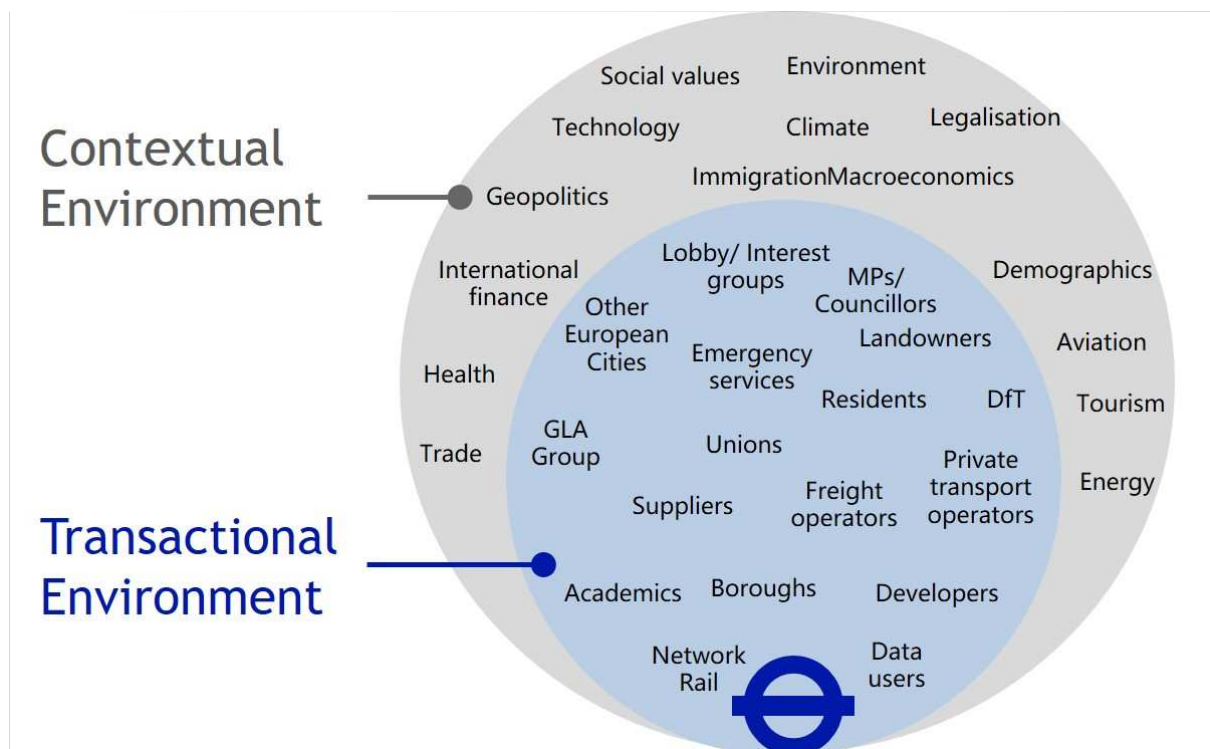 Contextual
Environment
Transactional
Environment
Social values
Environment
Technology
Climate
Legalisation
Immigration
Macroeconomics
Geopolitics
International
finance
Demographics
Health
Aviation
Tourism
Trade
Energy
Lobby/ Interest
groups
MPs/
Councillors
Other
European
Cities
Landowners
Emergency
services
Residents
DfT
GLA
Group
Unions
Private
transport
operators
Suppliers
Freight
operators
Academics
Boroughs
Developers
Network
Rail
Data
users